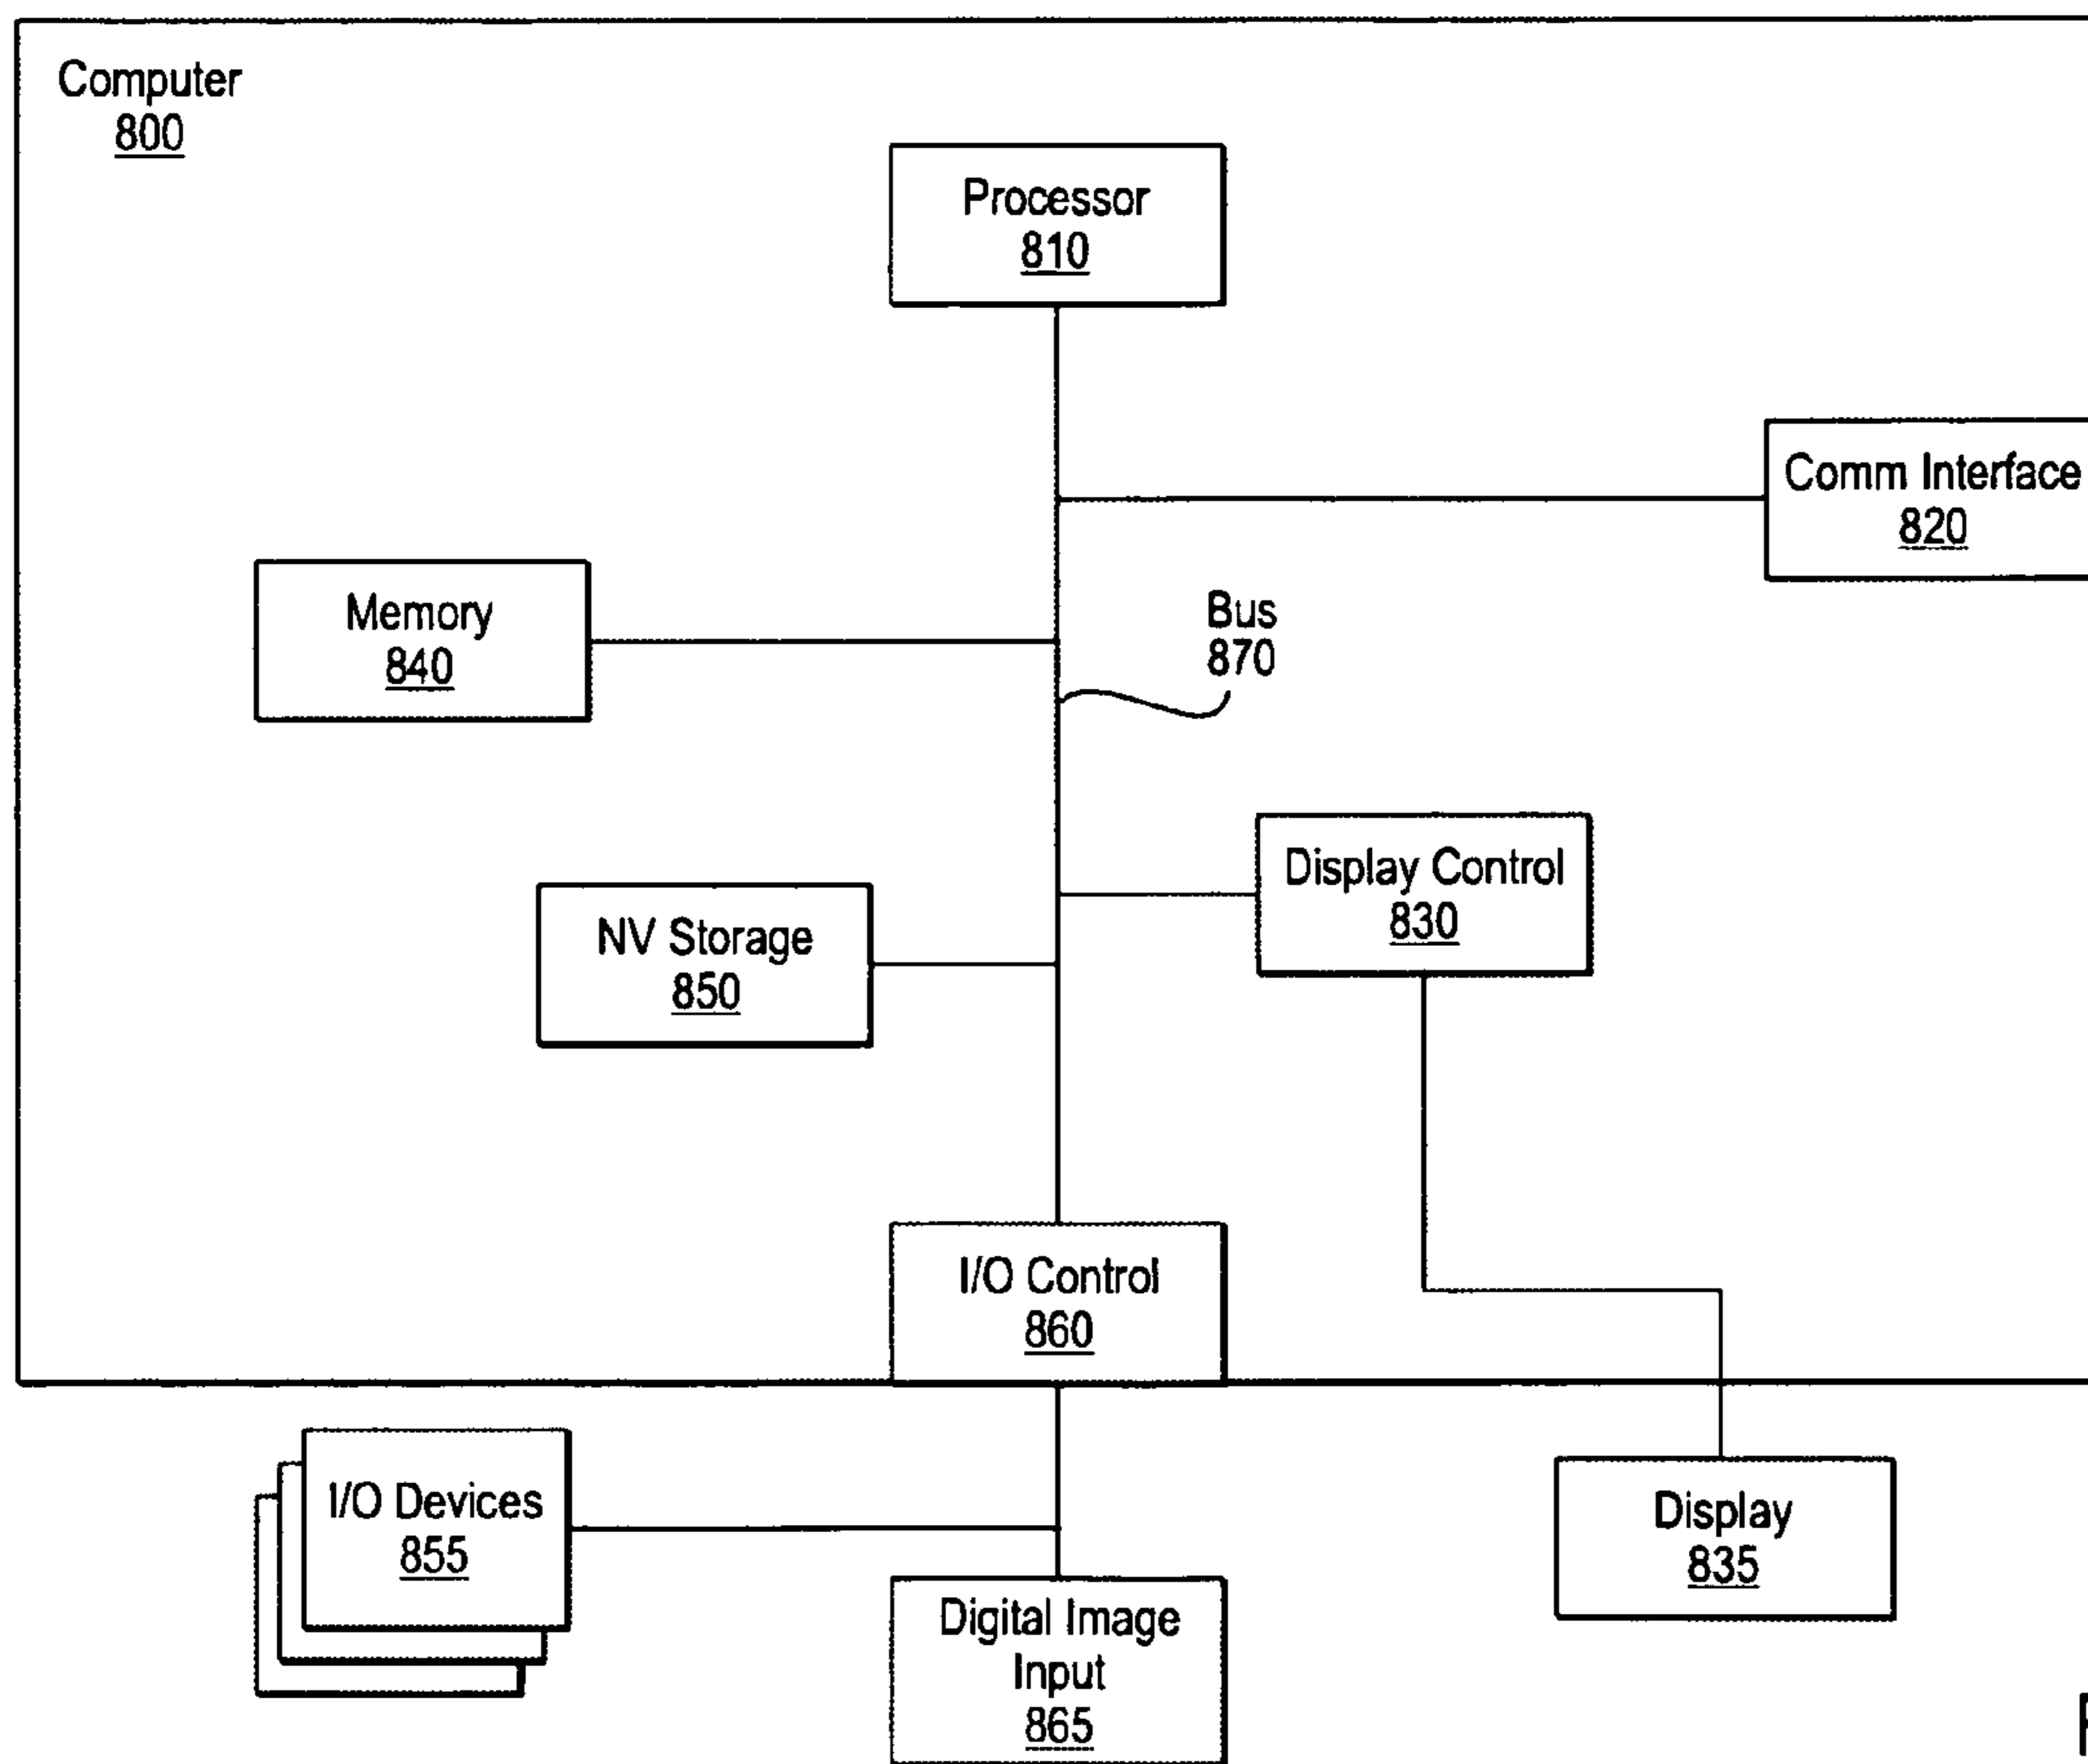 Computer
800
Processor
810
Comm Interface
820
Memory
840
Bus
870
Display Control
830
NV Storage
850
I/O Control
860
I/O Devices
855
Display
835
Digital Image
Input
865